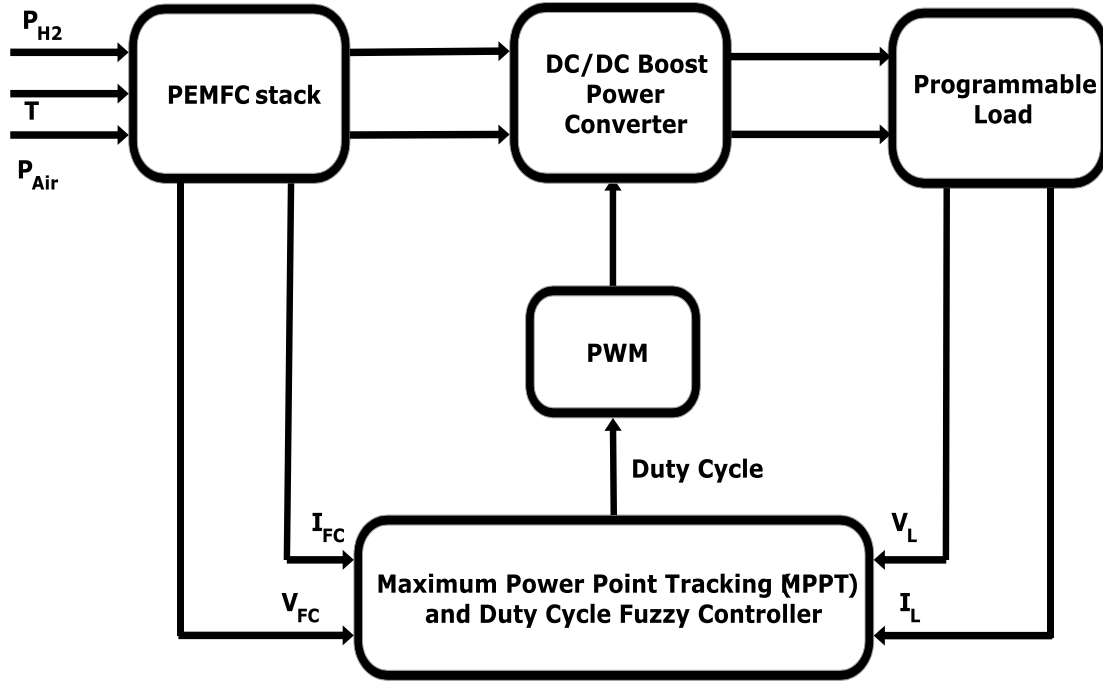 P_H2
T
P_Air
PEMFC stack
DC/DC Boost
Power
Converter
Programmable
Load
PWM
Duty Cycle
I_FC
V_FC
V_L
I_L
Maximum Power Point Tracking (MPPT)
and Duty Cycle Fuzzy Controller